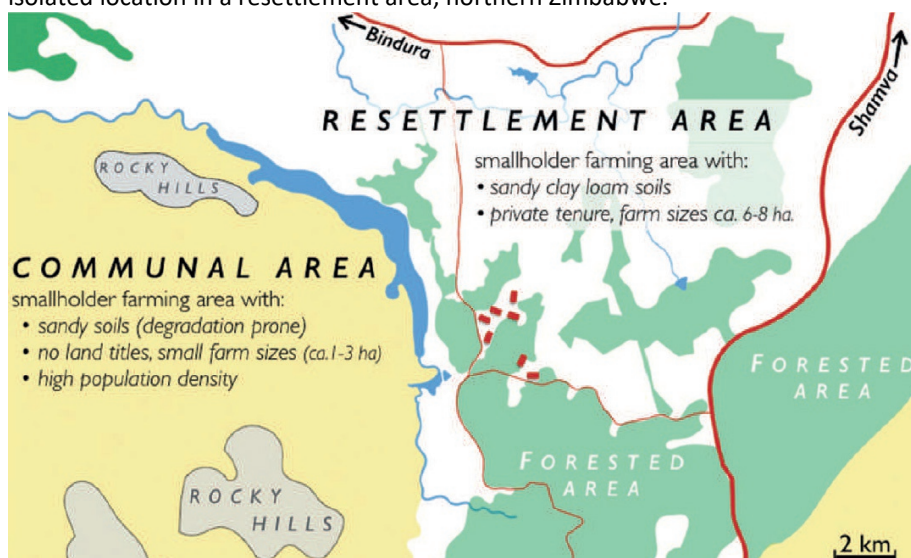 isolated location in a resettlement area, northern Zimbabwe.
Bindura
Shamva
RESETTLEMENT AREA
smallholder farming area with:
• sandy clay loam soils
• private tenure, farm sizes ca. 6-8 ha.
ROCKY
HILLS
COMMUNAL AREA
smallholder farming area with:
• sandy soils (degradation prone)
• no land titles, small farm sizes (ca.1-3 ha)
• high population density
FORESTED
AREA
FORESTED
AREA
ROCKY
HILLS
2 km